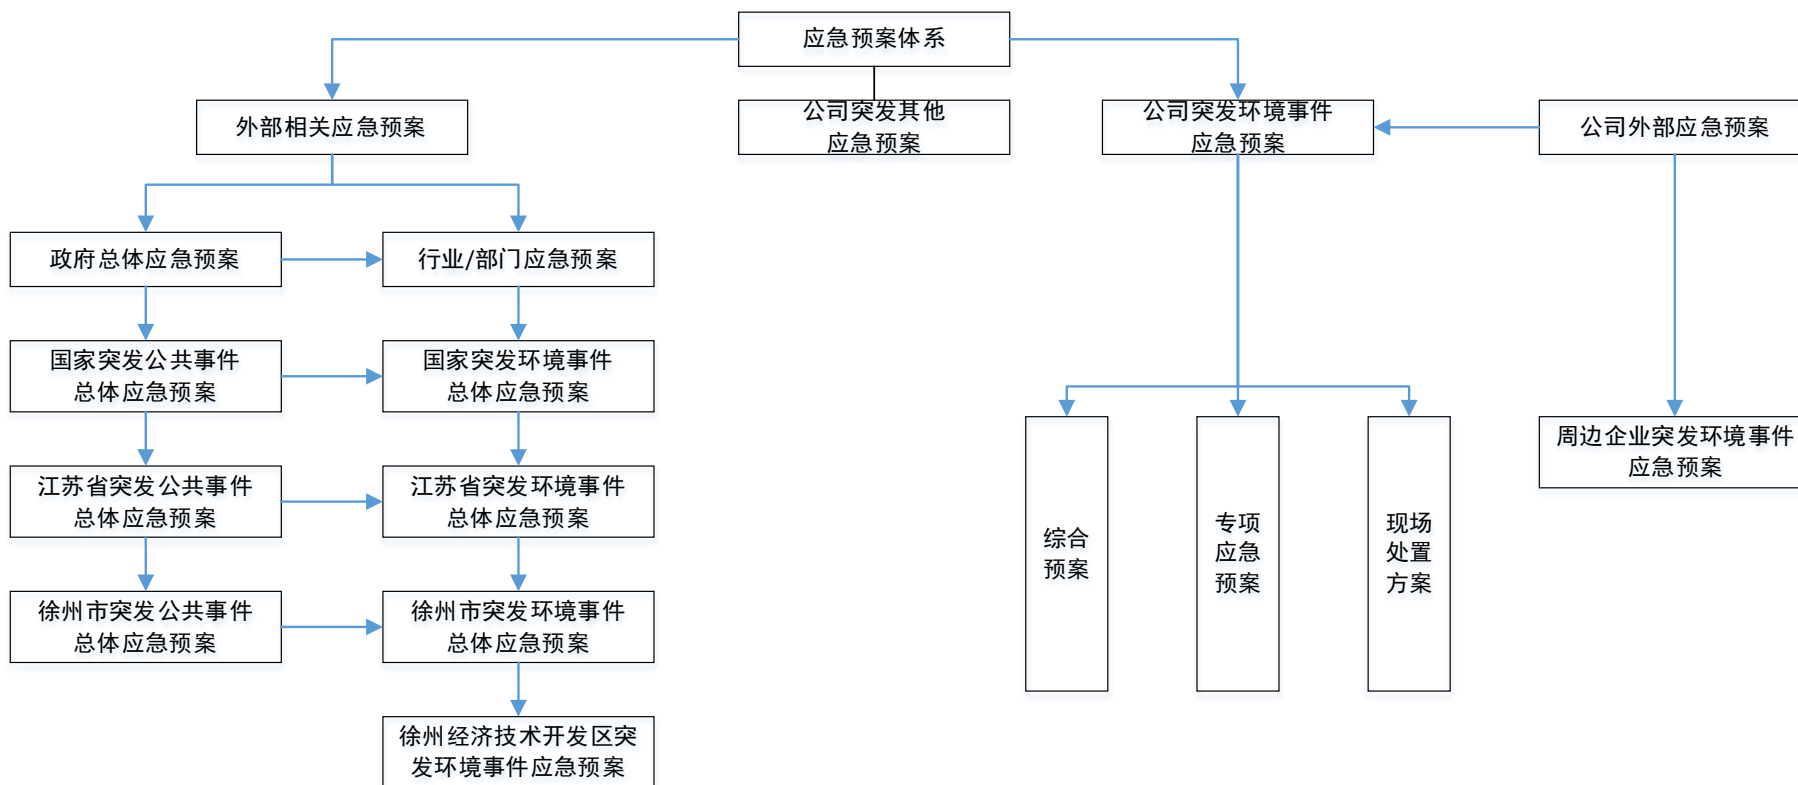 应急预案体系
外部相关应急预案
公司突发其他
应急预案
公司突发环境事件
应急预案
公司外部应急预案
政府总体应急预案
行业/部门应急预案
国家突发公共事件
总体应急预案
国家突发环境事件
总体应急预案
江苏省突发公共事件
总体应急预案
江苏省突发环境事件
总体应急预案
徐州市突发公共事件
总体应急预案
徐州市突发环境事件
总体应急预案
徐州经济技术开发区突
发环境事件应急预案
综合
预案
专项
应急
预案
现场
处置
方案
周边企业突发环境事件
应急预案